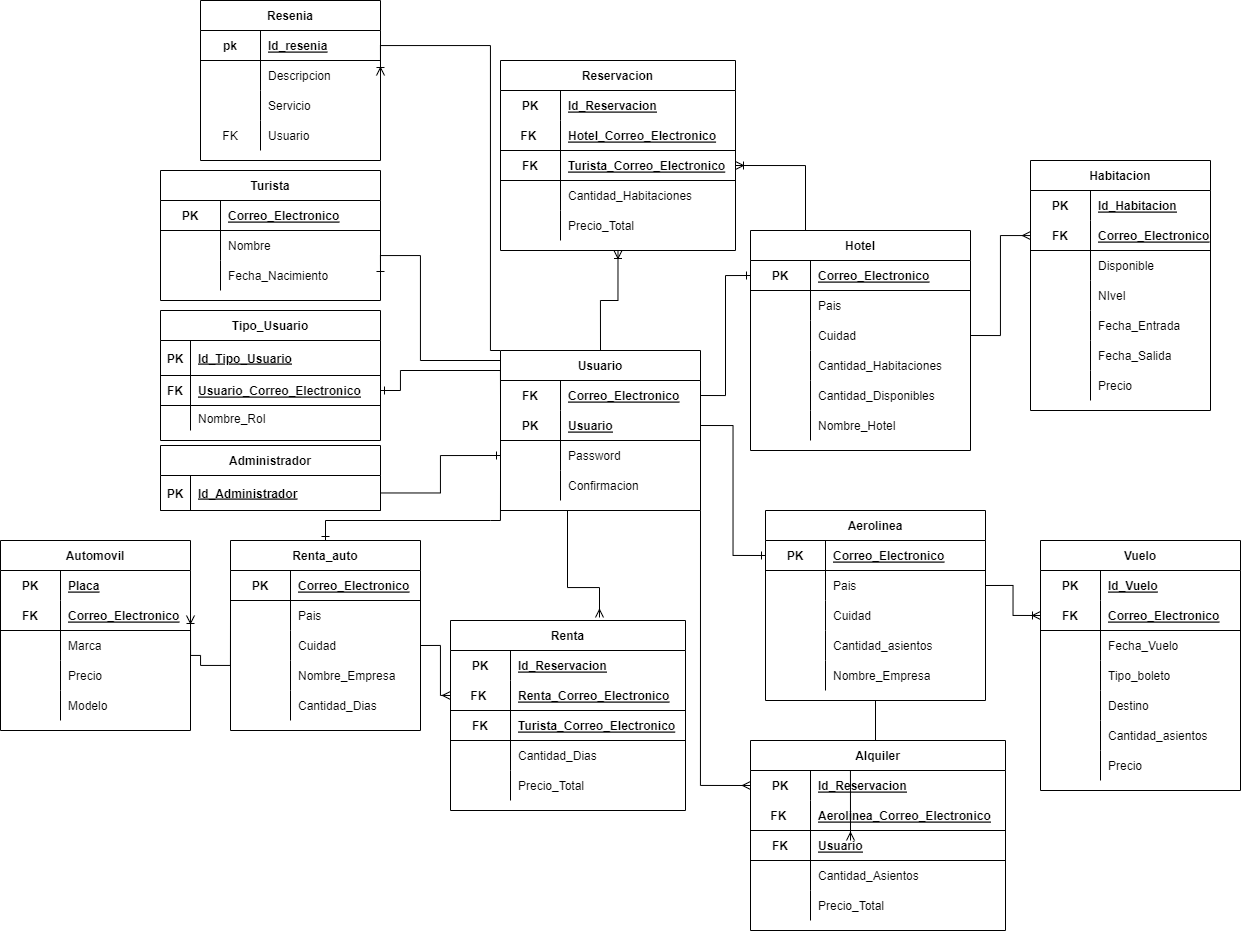 Resenia
pk Id_resenia
Descripcion
Servicio
FK Usuario
Reservacion
PK Id_Reservacion
FK Hotel_Correo_Electronico
FK Turista_Correo_Electronico
Cantidad_Habitaciones
Precio_Total
Turista
PK Correo_Electronico
Nombre
Fecha_Nacimiento
Habitacion
PK Id_Habitacion
FK Correo_Electronico
Disponible
NIvel
Fecha_Entrada
Fecha_Salida
Precio
Hotel
PK Correo_Electronico
Pais
Cuidad
Cantidad_Habitaciones
Cantidad_Disponibles
Nombre_Hotel
Tipo_Usuario
PK Id_Tipo_Usuario
FK Usuario_Correo_Electronico
Nombre_Rol
Usuario
FK Correo_Electronico
PK Usuario
Password
Confirmacion
Administrador
PK Id_Administrador
Automovil
PK Placa
FK Correo_Electronico
Marca
Precio
Modelo
Renta_auto
PK Correo_Electronico
Pais
Cuidad
Nombre_Empresa
Cantidad_Dias
Renta
PK Id_Reservacion
FK Renta_Correo_Electronico
FK Turista_Correo_Electronico
Cantidad_Dias
Precio_Total
Aerolinea
PK Correo_Electronico
Pais
Cuidad
Cantidad_asientos
Nombre_Empresa
Vuelo
PK Id_Vuelo
FK Correo_Electronico
Fecha_Vuelo
Tipo_boleto
Destino
Cantidad_asientos
Precio
Alquiler
PK Id_Reservacion
FK Aerolinea_Correo_Electronico
FK Usuario
Cantidad_Asientos
Precio_Total